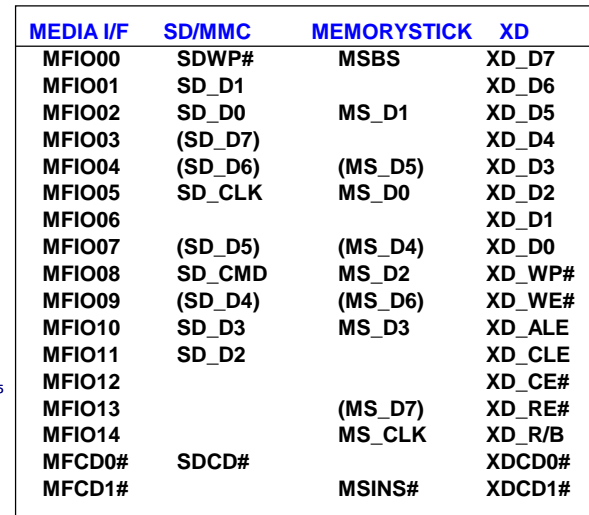 MEDIA I/F SD/MMC MEMORYSTICK XD
MFIO00 SDWP# MSBS XD_D7
MFIO01 SD_D1 XD_D6
MFIO02 SD_D0 MS_D1 XD_D5
MFIO03 (SD_D7) XD_D4
MFIO04 (SD_D6) (MS_D5) XD_D3
MFIO05 SD_CLK MS_D0 XD_D2
MFIO06 XD_D1
MFIO07 (SD_D5) (MS_D4) XD_D0
MFIO08 SD_CMD MS_D2 XD_WP#
MFIO09 (SD_D4) (MS_D6) XD_WE#
MFIO10 SD_D3 MS_D3 XD_ALE
MFIO11 SD_D2 XD_CLE
MFIO12 XD_CE#
5
MFIO13 (MS_D7) XD_RE#
MFIO14 MS_CLK XD_R/B
MFCD0# SDCD# XDCD0#
MFCD1# MSINS# XDCD1#